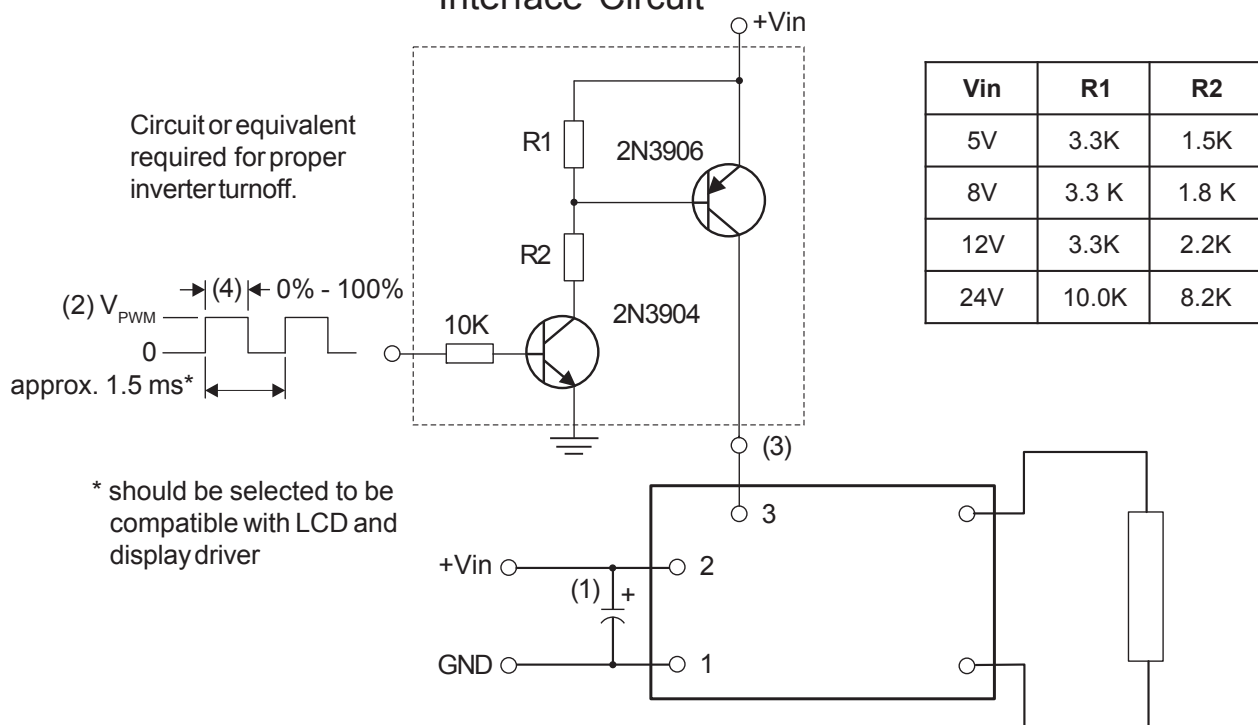 Interface Circuit
+Vin
Circuit or equivalent
required for proper
inverter turnoff.
R1
2N3906
R2
2N3904
10K
(4) 0% - 100%
(2) VPWM
0
approx. 1.5 ms*
* should be selected to be
compatible with LCD and
display driver
(3)
3
+Vin
2
(1)
+
GND
1
Vin R1 R2
5V 3.3K 1.5K
8V 3.3 K 1.8 K
12V 3.3K 2.2K
24V 10.0K 8.2K